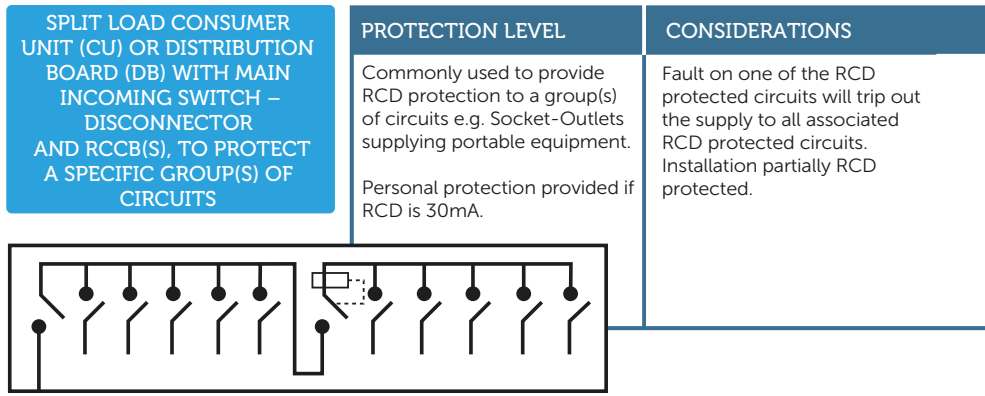 SPLIT LOAD CONSUMER
UNIT (CU) OR DISTRIBUTION
BOARD (DB) WITH MAIN
INCOMING SWITCH –
DISCONNECTOR
AND RCCB(S), TO PROTECT
A SPECIFIC GROUP(S) OF
CIRCUITS
PROTECTION LEVEL
Commonly used to provide
RCD protection to a group(s)
of circuits e.g. Socket-Outlets
supplying portable equipment.
Personal protection provided if
RCD is 30mA.
CONSIDERATIONS
Fault on one of the RCD
protected circuits will trip out
the supply to all associated
RCD protected circuits.
Installation partially RCD
protected.